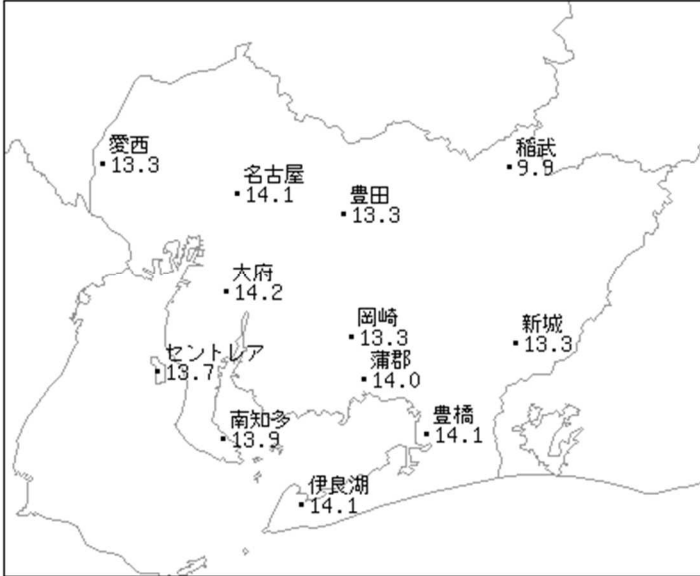 愛西
13.3
稲武
9.9
名古屋
14.1
豊田
13.3
大府
14.2
岡崎
13.3
新城
13.3
セントレア
13.7
蒲郡
14.0
南知多
13.9
豊橋
14.1
伊良湖
14.1